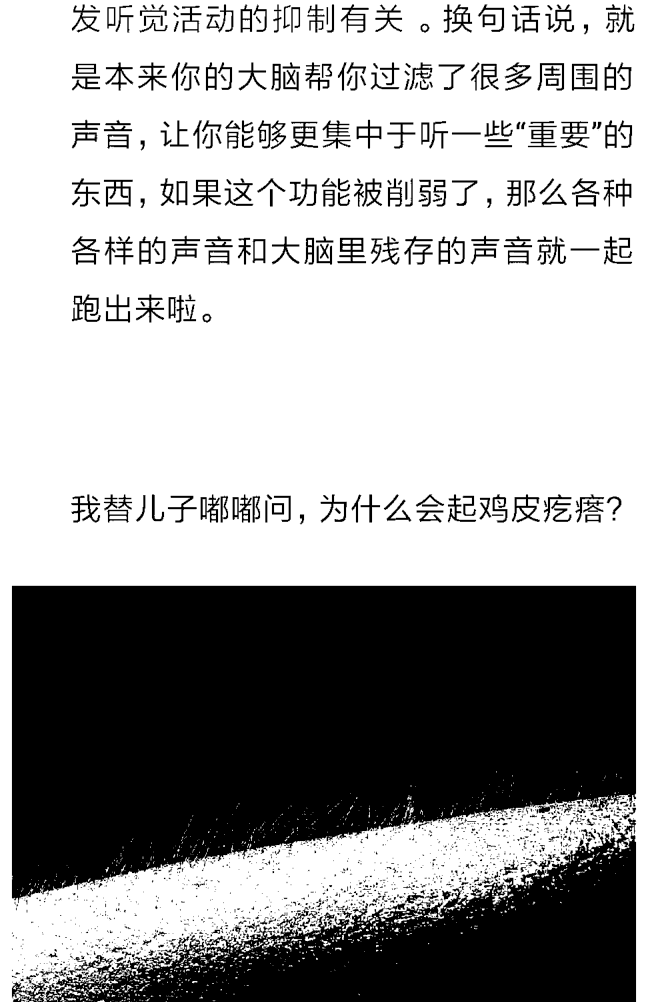 发听觉活动的抑制有关 。换句话说，就
是本来你的大脑帮你过滤了很多周围的
声音，让你能够更集中于听一些“重要”的
东西，如果这个功能被削弱了，那么各种
各样的声音和大脑里残存的声音就一起
跑出来啦。
我替儿子嘟嘟问，为什么会起鸡皮疙瘩？